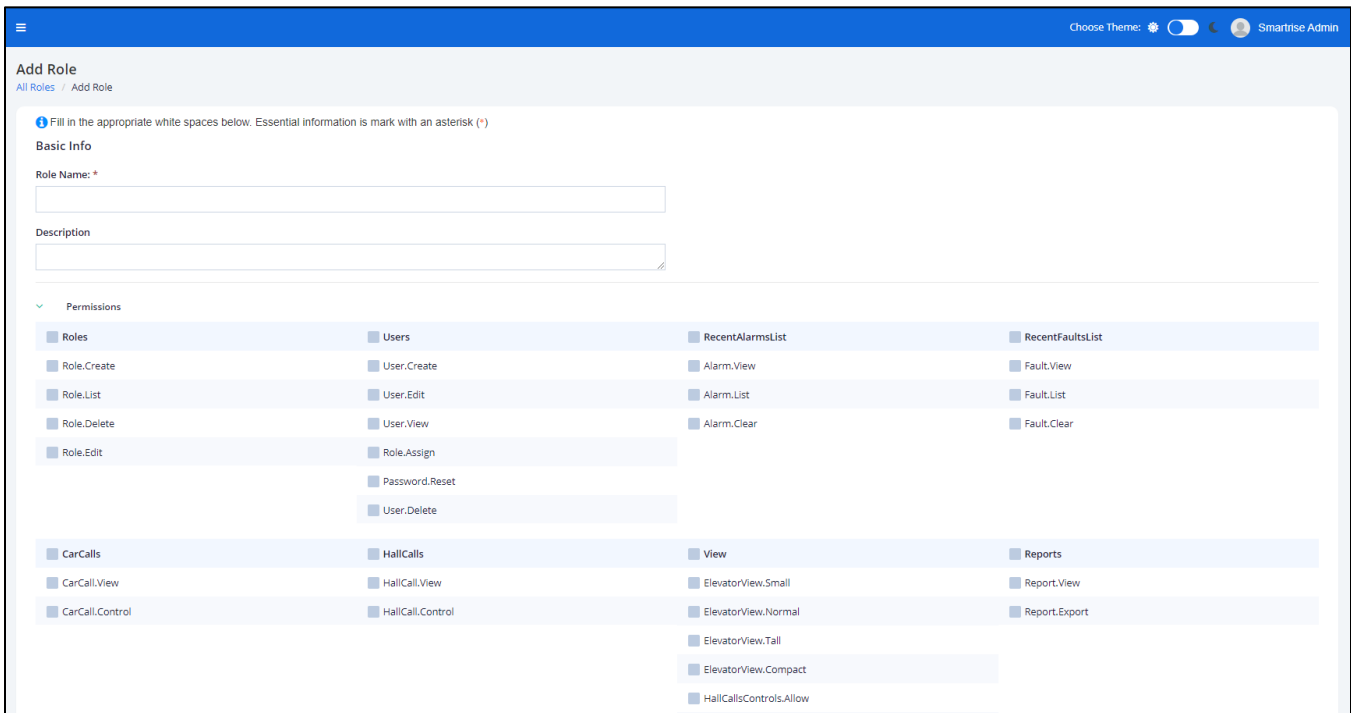 Choose Theme: Smartrise Admin
Add Role
All Roles / Add Role
Fill in the appropriate white spaces below. Essential information is mark with an asterisk (*)
Basic Info
Role Name: *
Description
Permissions
Roles Users RecentAlarmsList RecentFaultsList
Role.Create User.Create Alarm.View Fault.View
Role.List User.Edit Alarm.List Fault.List
Role.Delete User.View Alarm.Clear Fault.Clear
Role.Edit Role.Assign
Password.Reset
User.Delete
CarCalls HallCalls View Reports
CarCall.View HallCall.View ElevatorView.Small Report.View
CarCall.Control HallCall.Control ElevatorView.Normal Report.Export
ElevatorView.Tall
ElevatorView.Compact
HallCallsControls.Allow